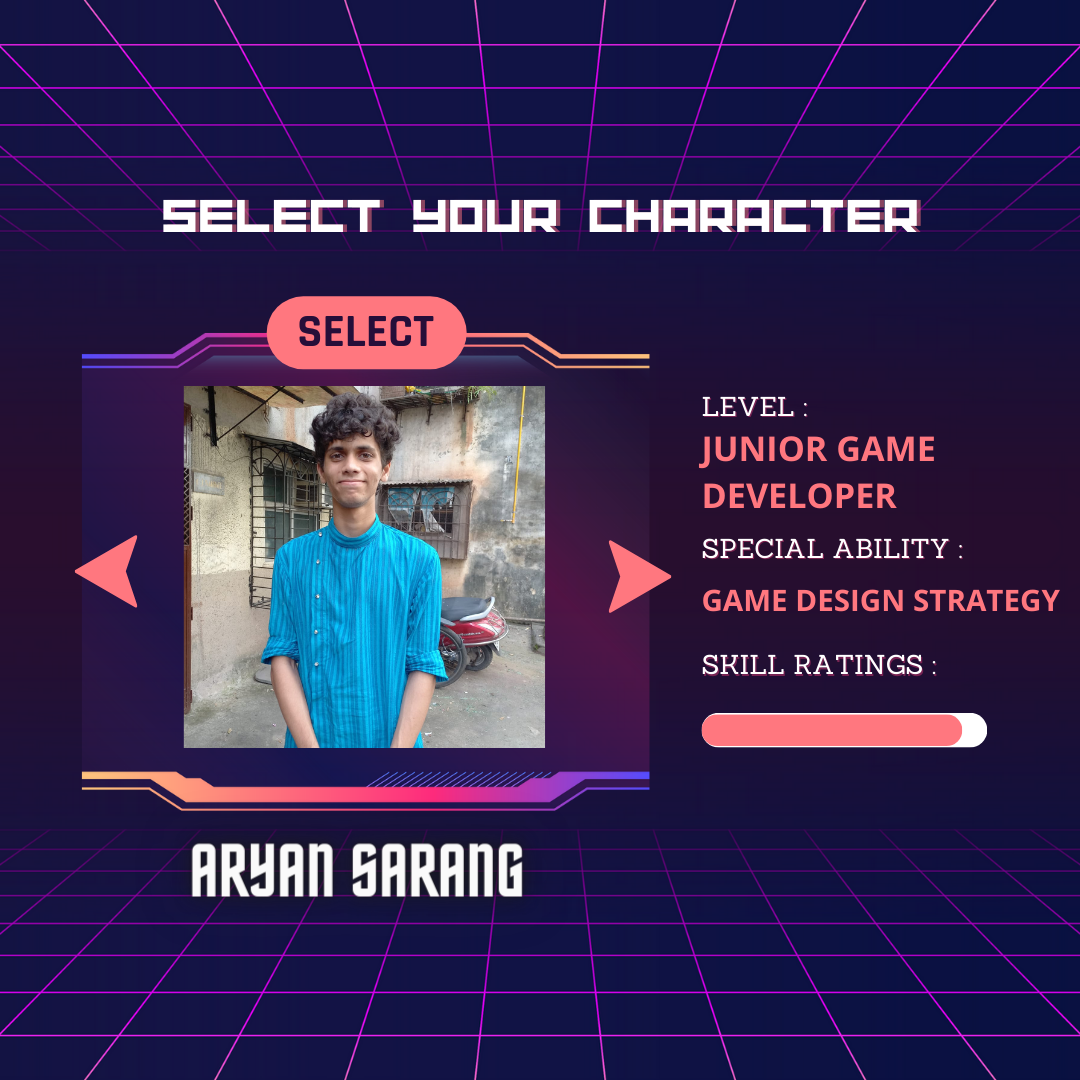 SELECT YOUR CHARACTER
SELECT
LEVEL :
JUNIOR GAME
DEVELOPER
SPECIAL ABILITY :
GAME DESIGN STRATEGY
SKILL RATINGS :
ARYAN SARANG